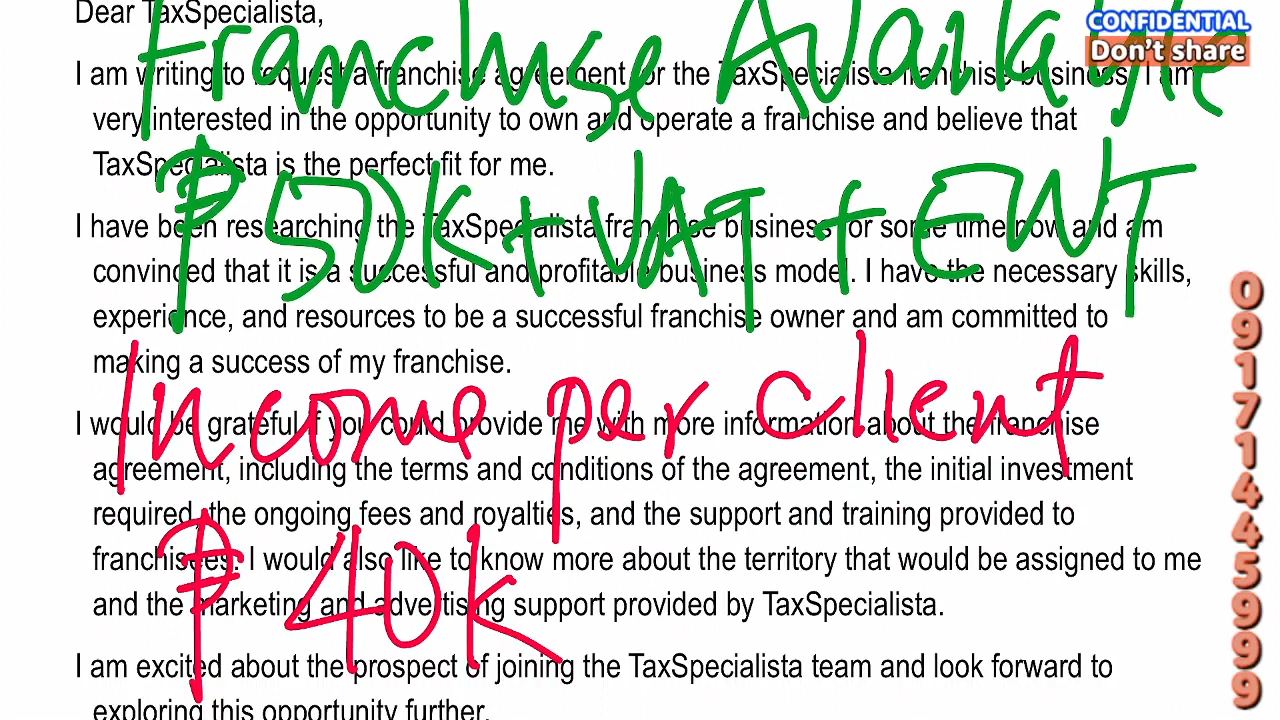 CONFIDENTIAL
Don't share
Dear TaxSpecialista,
Franchise Available
I am writing to request a franchise agreement for the TaxSpecialista franchise business. I am
very interested in the opportunity to own and operate a franchise and believe that
TaxSpecialista is the perfect fit for me.
₱50k+VAT+EWT
I have been researching the TaxSpecialista franchise business for some time now and am
convinced that it is a successful and profitable business model. I have the necessary skills,
experience, and resources to be a successful franchise owner and am committed to
making a success of my franchise.
Income per client
I would be grateful if you could provide me with more information about the franchise
agreement, including the terms and conditions of the agreement, the initial investment
required, the ongoing fees and royalties, and the support and training provided to
franchisees. I would also like to know more about the territory that would be assigned to me
and the marketing and advertising support provided by TaxSpecialista.
₱40k
I am excited about the prospect of joining the TaxSpecialista team and look forward to
exploring this opportunity further.
09171445999